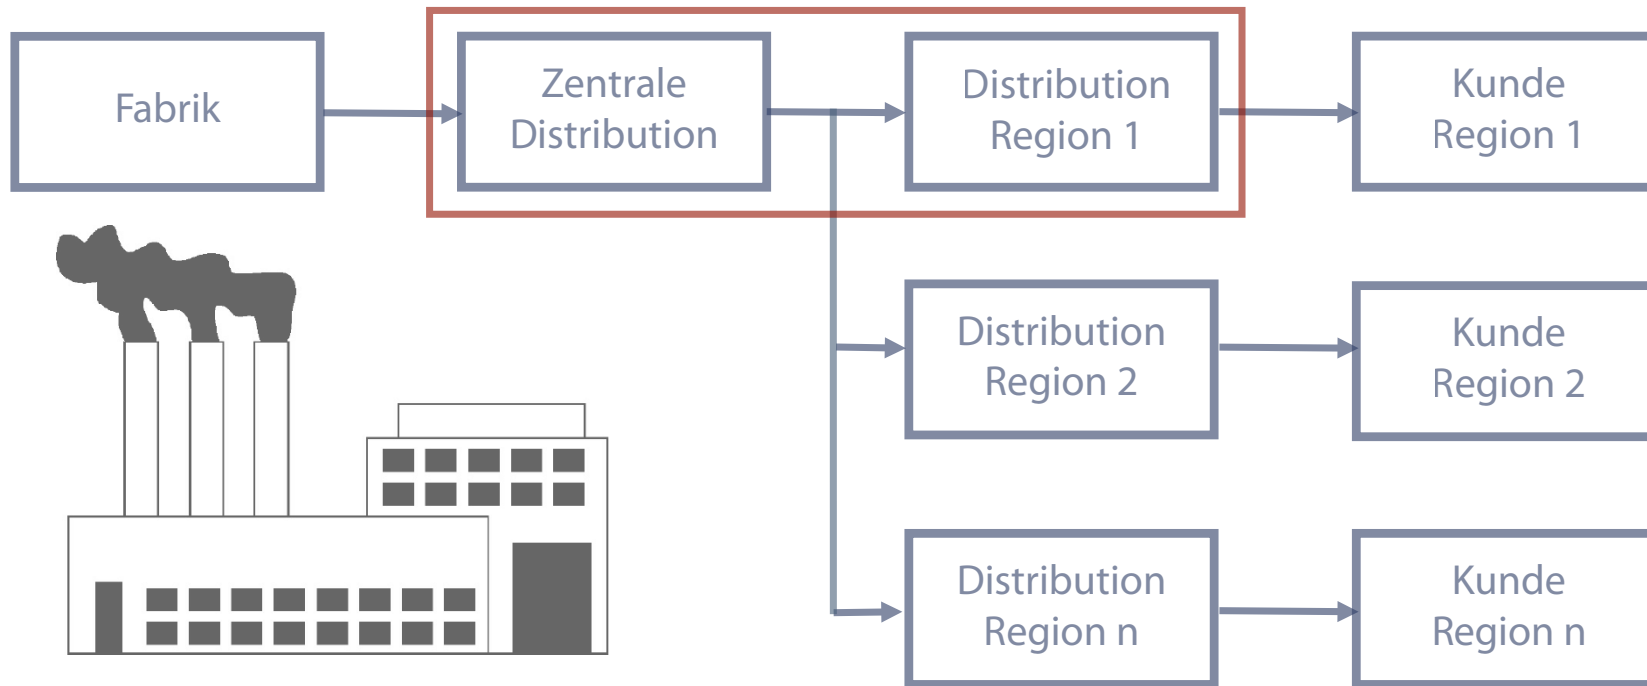 Fabrik
Zentrale
Distribution
Distribution
Region 1
Kunde
Region 1
Distribution
Region 2
Kunde
Region 2
Distribution
Region n
Kunde
Region n